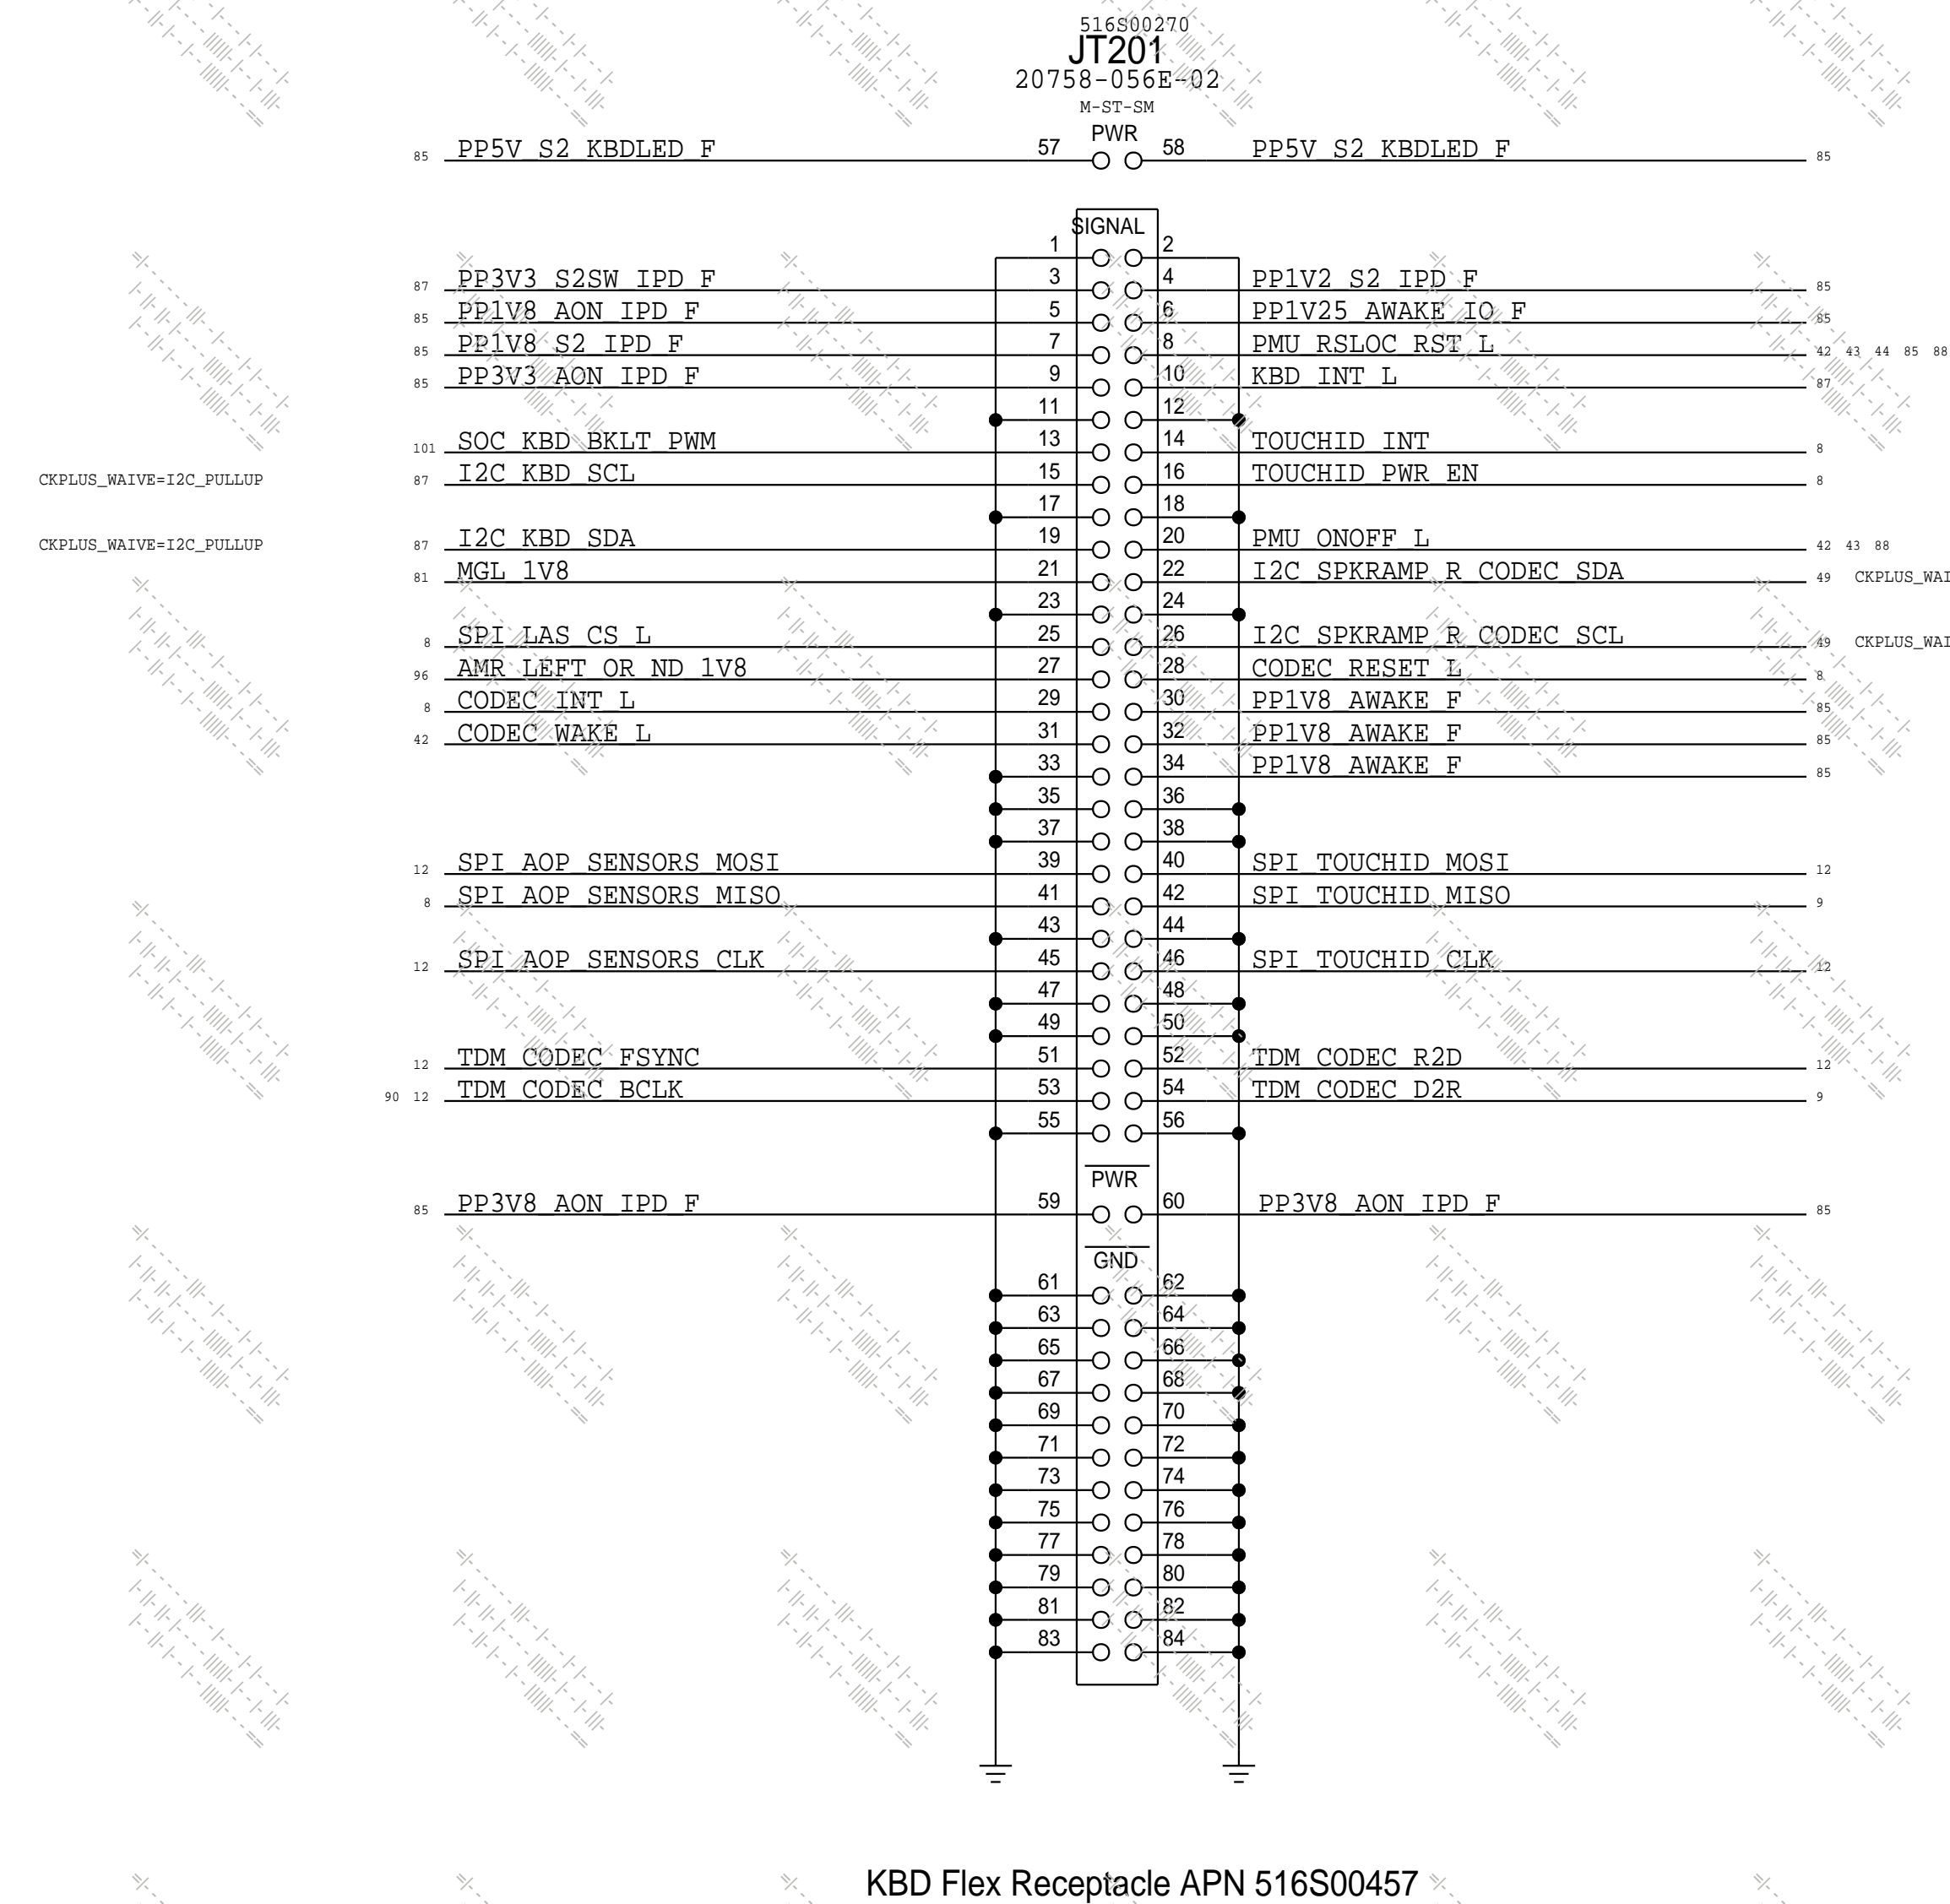 516S00270
JT201
20758-056E-02
M-ST-SM
PWR
85 PP5V_S2_KBDLED_F 57 58 PP5V_S2_KBDLED_F 85
SIGNAL
1 2
87 PP3V3_S2SW_IPD_F 3 4 PP1V2_S2_IPD_F 85
85 PP1V8_AON_IPD_F 5 6 PP1V25_AWAKE_IO_F 85
85 PP1V8_S2_IPD_F 7 8 PMU_RSLOC_RST_L 42 43 44 85 88
85 PP3V3_AON_IPD_F 9 10 KBD_INT_L 87
11 12
101 SOC_KBD_BKLT_PWM 13 14 TOUCHID_INT 8
CKPLUS_WAIVE=I2C_PULLUP 87 I2C_KBD_SCL 15 16 TOUCHID_PWR_EN 8
17 18
CKPLUS_WAIVE=I2C_PULLUP 87 I2C_KBD_SDA 19 20 PMU_ONOFF_L 42 43 88
81 MGL_1V8 21 22 I2C_SPKRAMP_R_CODEC_SDA 49 CKPLUS_WAI
23 24
8 SPI_LAS_CS_L 25 26 I2C_SPKRAMP_R_CODEC_SCL 49 CKPLUS_WAI
96 AMR_LEFT_OR_ND_1V8 27 28 CODEC_RESET_L 8
8 CODEC_INT_L 29 30 PP1V8_AWAKE_F 85
42 CODEC_WAKE_L 31 32 PP1V8_AWAKE_F 85
33 34 PP1V8_AWAKE_F 85
35 36
37 38
12 SPI_AOP_SENSORS_MOSI 39 40 SPI_TOUCHID_MOSI 12
8 SPI_AOP_SENSORS_MISO 41 42 SPI_TOUCHID_MISO 9
43 44
12 SPI_AOP_SENSORS_CLK 45 46 SPI_TOUCHID_CLK 12
47 48
49 50
12 TDM_CODEC_FSYNC 51 52 TDM_CODEC_R2D 12
90 12 TDM_CODEC_BCLK 53 54 TDM_CODEC_D2R 9
55 56
PWR
85 PP3V8_AON_IPD_F 59 60 PP3V8_AON_IPD_F 85
GND
61 62
63 64
65 66
67 68
69 70
71 72
73 74
75 76
77 78
79 80
81 82
83 84
KBD Flex Receptacle APN 516S00457